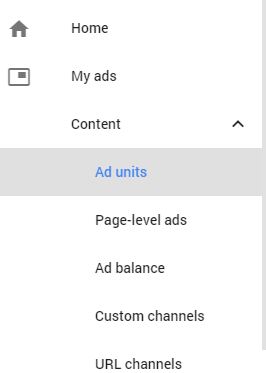 Home
My ads
Content
Ad units
Page-level ads
Ad balance
Custom channels
URL channels